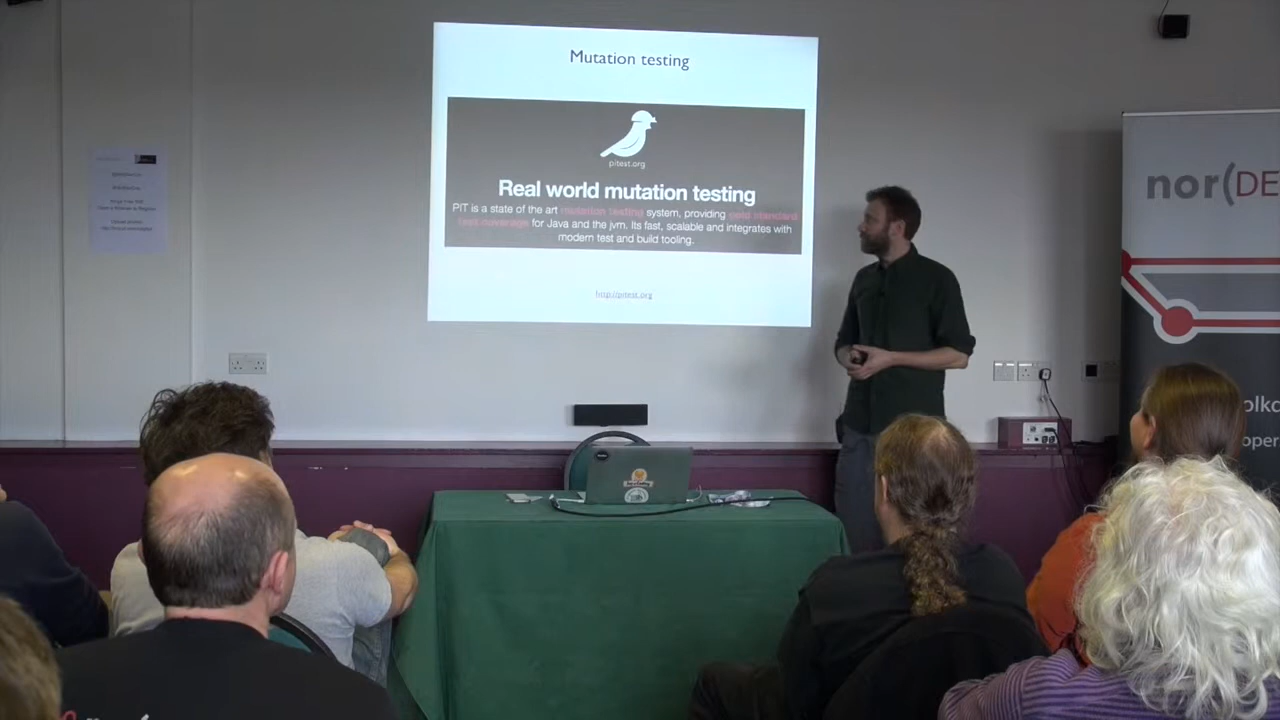 Mutation testing
pitest.org
Real world mutation testing
PIT is a state of the art mutation testing system, providing gold standard
test coverage for Java and the jvm. Its fast, scalable and integrates with
modern test and build tooling.
http://pitest.org
nor(DE
olkc
oper